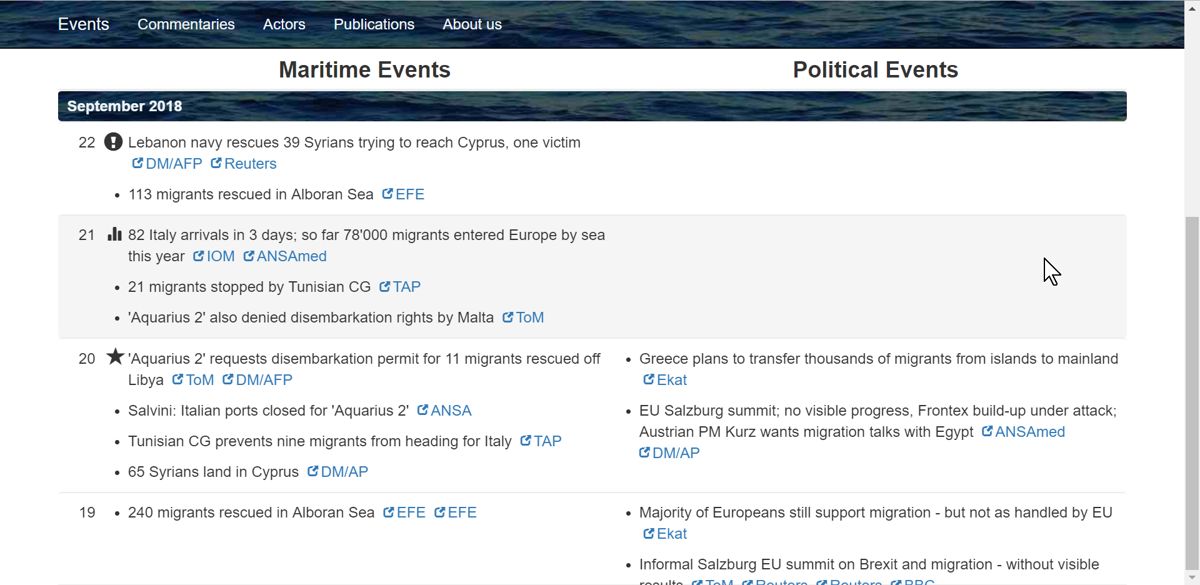 Events Commentaries Actors Publications About us
Maritime Events Political Events
September 2018
22 Lebanon navy rescues 39 Syrians trying to reach Cyprus, one victim
DM/AFP Reuters
• 113 migrants rescued in Alboran Sea EFE
21 82 Italy arrivals in 3 days; so far 78'000 migrants entered Europe by sea
this year IOM ANSAmed
• 21 migrants stopped by Tunisian CG TAP
• 'Aquarius 2' also denied disembarkation rights by Malta ToM
20 'Aquarius 2' requests disembarkation permit for 11 migrants rescued off
Libya ToM DM/AFP
• Salvini: Italian ports closed for 'Aquarius 2' ANSA
• Tunisian CG prevents nine migrants from heading for Italy TAP
• 65 Syrians land in Cyprus DM/AP
• Greece plans to transfer thousands of migrants from islands to mainland
Ekat
• EU Salzburg summit; no visible progress, Frontex build-up under attack;
Austrian PM Kurz wants migration talks with Egypt ANSAmed
DM/AP
19 • 240 migrants rescued in Alboran Sea EFE EFE
• Majority of Europeans still support migration - but not as handled by EU
Ekat
• Informal Salzburg EU summit on Brexit and migration - without visible
results ToM Reuters Reuters BBC